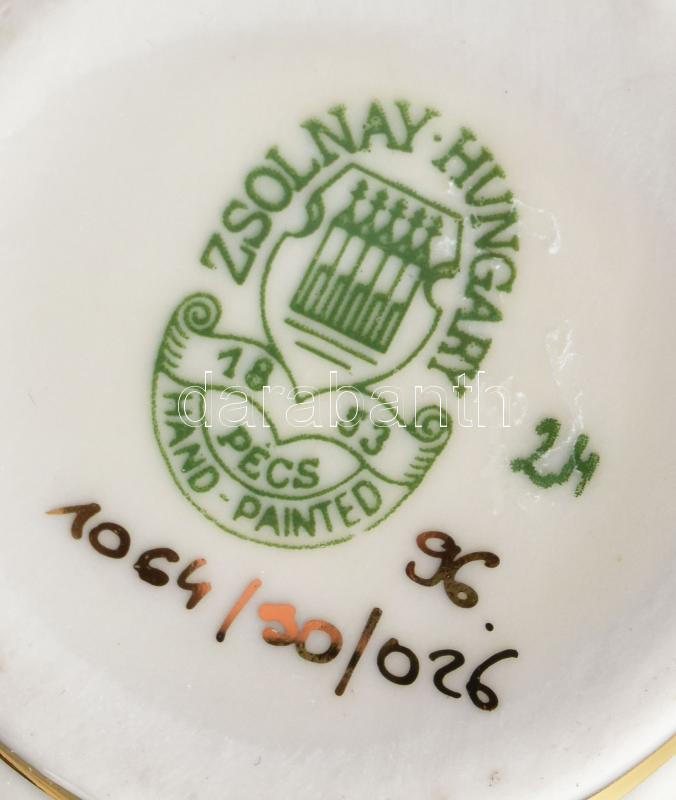 ZSOLNAY · HUNGARY
18 53
PECS
HAND - PAINTED
24
96.
1064/30/026
darabanth